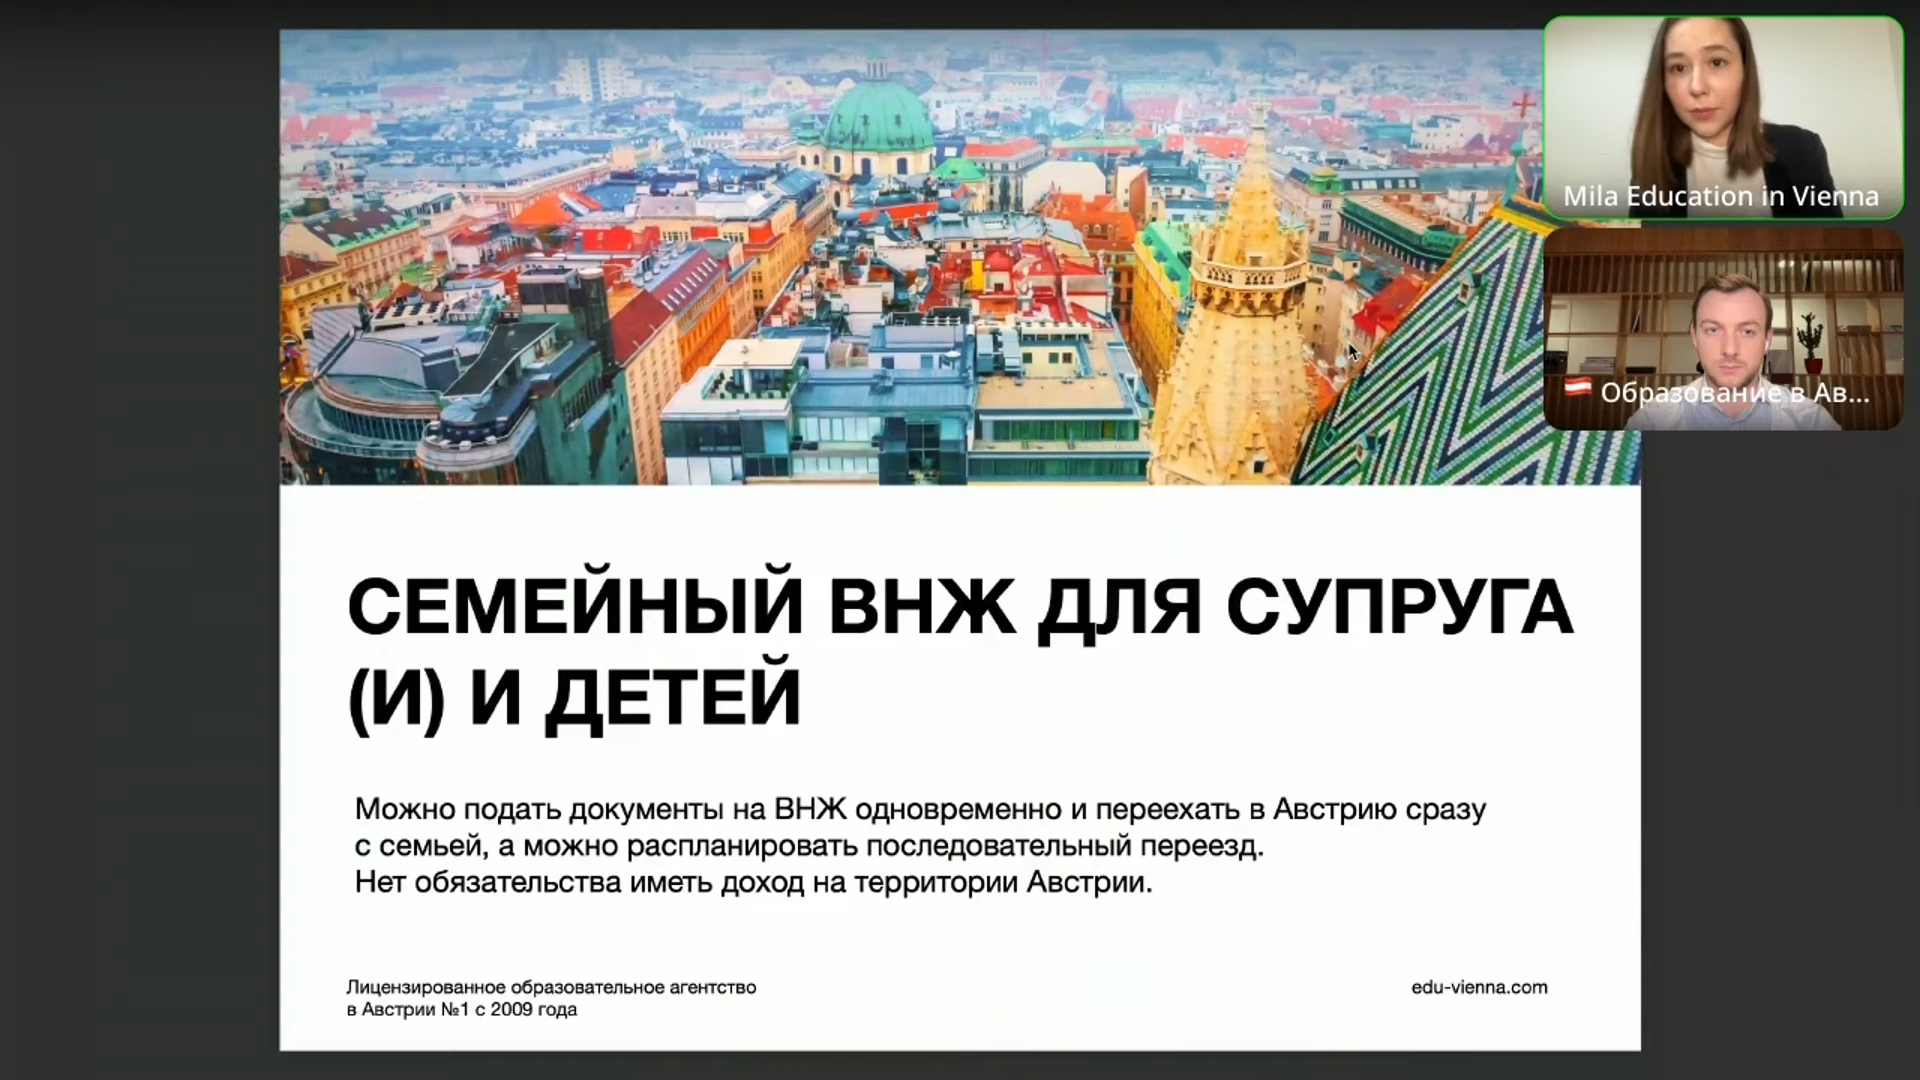 Mila Education in Vienna
Образование в Ав...
СЕМЕЙНЫЙ ВНЖ ДЛЯ СУПРУГА
(И) И ДЕТЕЙ
Можно подать документы на ВНЖ одновременно и переехать в Австрию сразу
с семьей, а можно распланировать последовательный переезд.
Нет обязательства иметь доход на территории Австрии.
Лицензированное образовательное агентство
в Австрии №1 с 2009 года
edu-vienna.com